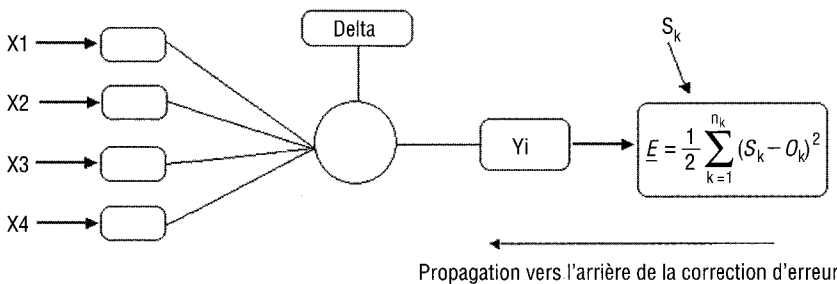 Delta
S_k
X1
X2
X3
X4
Yi
E = 1/2 ∑_{k=1}^{n_k} (S_k – O_k)^2
Propagation vers l'arrière de la correction d'erreur